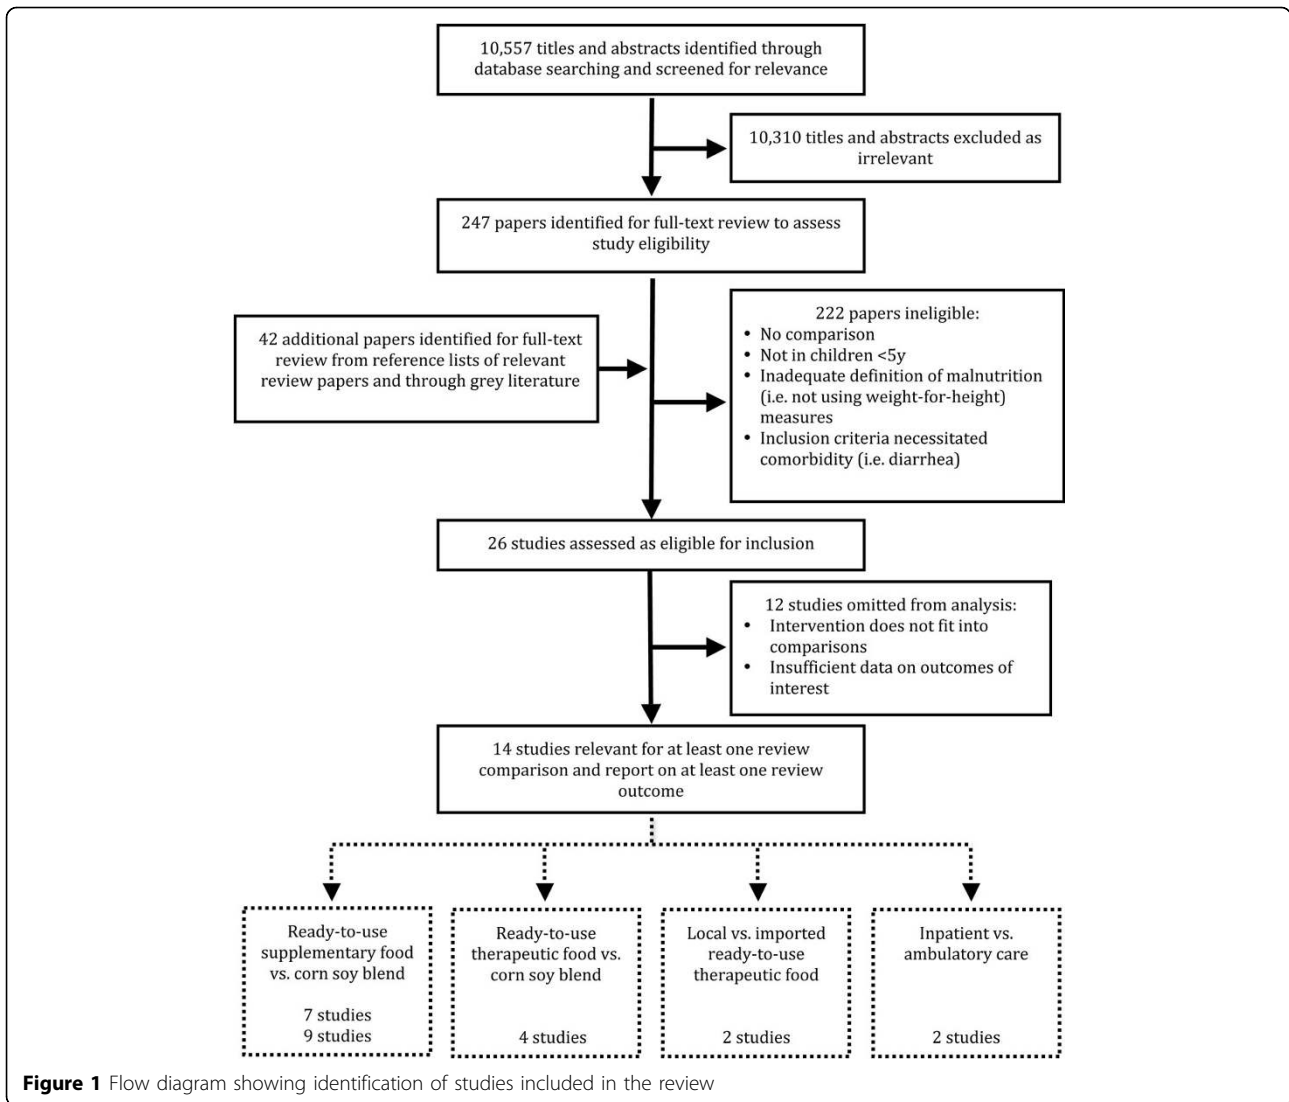 10,557 titles and abstracts identified through
database searching and screened for relevance
10,310 titles and abstracts excluded as
irrelevant
247 papers identified for full-text review to assess
study eligibility
42 additional papers identified for full-text
review from reference lists of relevant
review papers and through grey literature
222 papers ineligible:
• No comparison
• Not in children <5y
• Inadequate definition of malnutrition
(i.e. not using weight-for-height)
measures
• Inclusion criteria necessitated
comorbidity (i.e. diarrhea)
26 studies assessed as eligible for inclusion
12 studies omitted from analysis:
• Intervention does not fit into
comparisons
• Insufficient data on outcomes of
interest
14 studies relevant for at least one review
comparison and report on at least one review
outcome
Ready-to-use
supplementary food
vs. corn soy blend
7 studies
9 studies
Ready-to-use
therapeutic food vs.
corn soy blend
4 studies
Local vs. imported
ready-to-use
therapeutic food
2 studies
Inpatient vs.
ambulatory care
2 studies
Figure 1 Flow diagram showing identification of studies included in the review